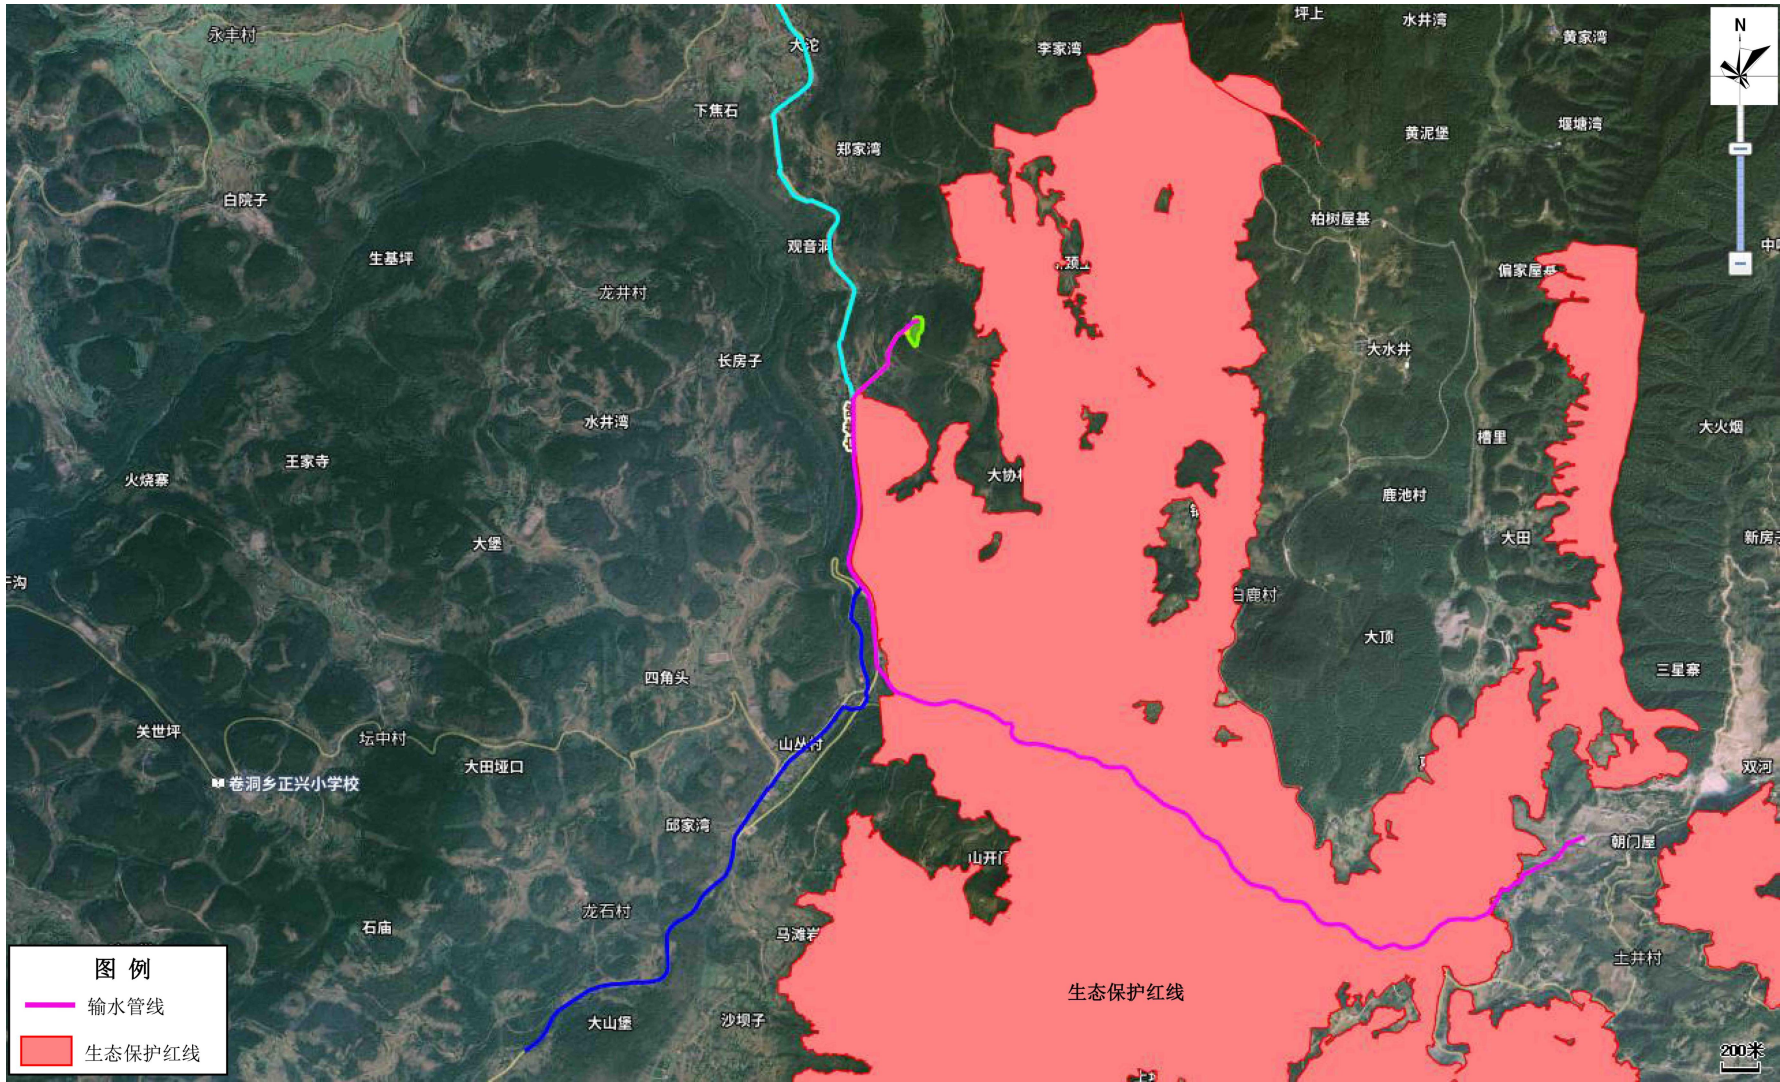 永丰村
大沱
李家湾
坪上
水井湾
黄家湾
N
下焦石
郑家湾
黄泥堡
堰塘湾
白院子
柏树屋基
生基坪
观音洞
偏家屋基
龙井村
长房子
大水井
水井湾
槽里
大火烟
王家寺
大协
火烧寨
鹿池村
大堡
大田
新房子
干沟
白鹿村
大顶
四角头
三星寨
关世坪
坛中村
山丛村
大田垭口
双河
卷洞乡正兴小学校
邱家湾
朝门屋
山开门
龙石村
石庙
马滩岩
土井村
图 例
输水管线
生态保护红线
生态保护红线
大山堡
沙坝子
200米